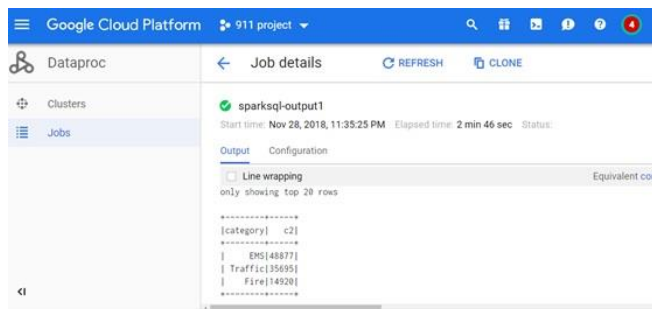 Google Cloud Platform 911 project 4
Dataproc
Job details REFRESH CLONE
Clusters
Jobs
sparksql-output1
Start time: Nov 28, 2018, 11:35:25 PM Elapsed time: 2 min 46 sec Status:
Output Configuration
Line wrapping Equivalent co
only showing top 20 rows
+--------+-----+
|category| c2|
+--------+-----+
| EMS|48877|
| Traffic|35695|
| Fire|14920|
+--------+-----+